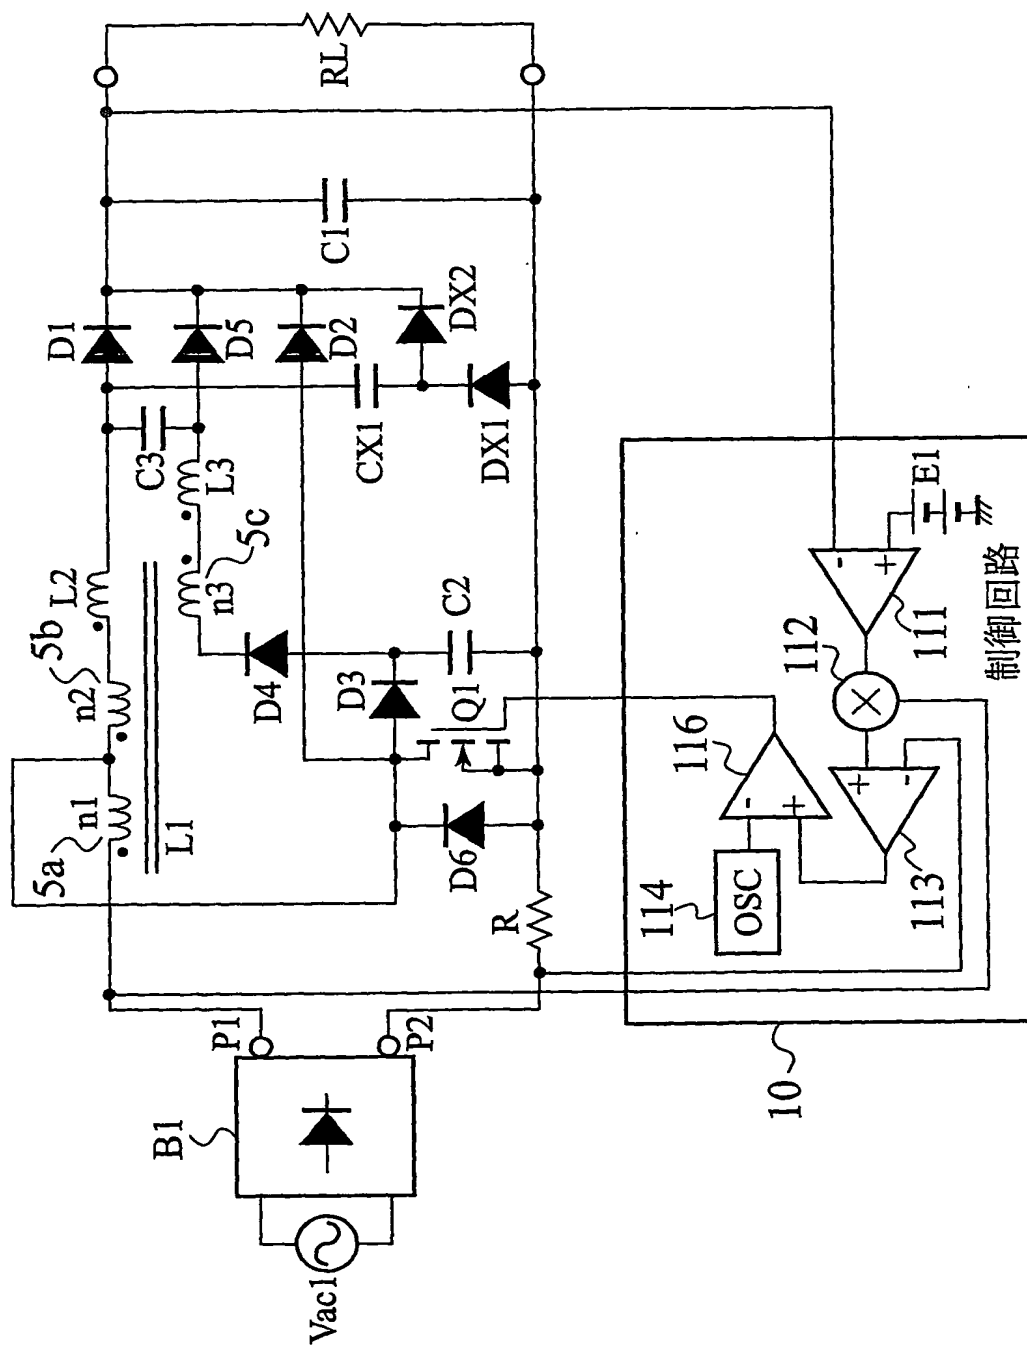 Vac1
B1
P1
P2
5a
n1
L1
n2
5b
L2
n3
5c
L3
C3
D1
D5
D2
D4
D3
D6
Q1
C2
R
CX1
DX1
DX2
C1
RL
10
114
OSC
116
-
+
113
+
-
112
111
-
+
E1
制御回路